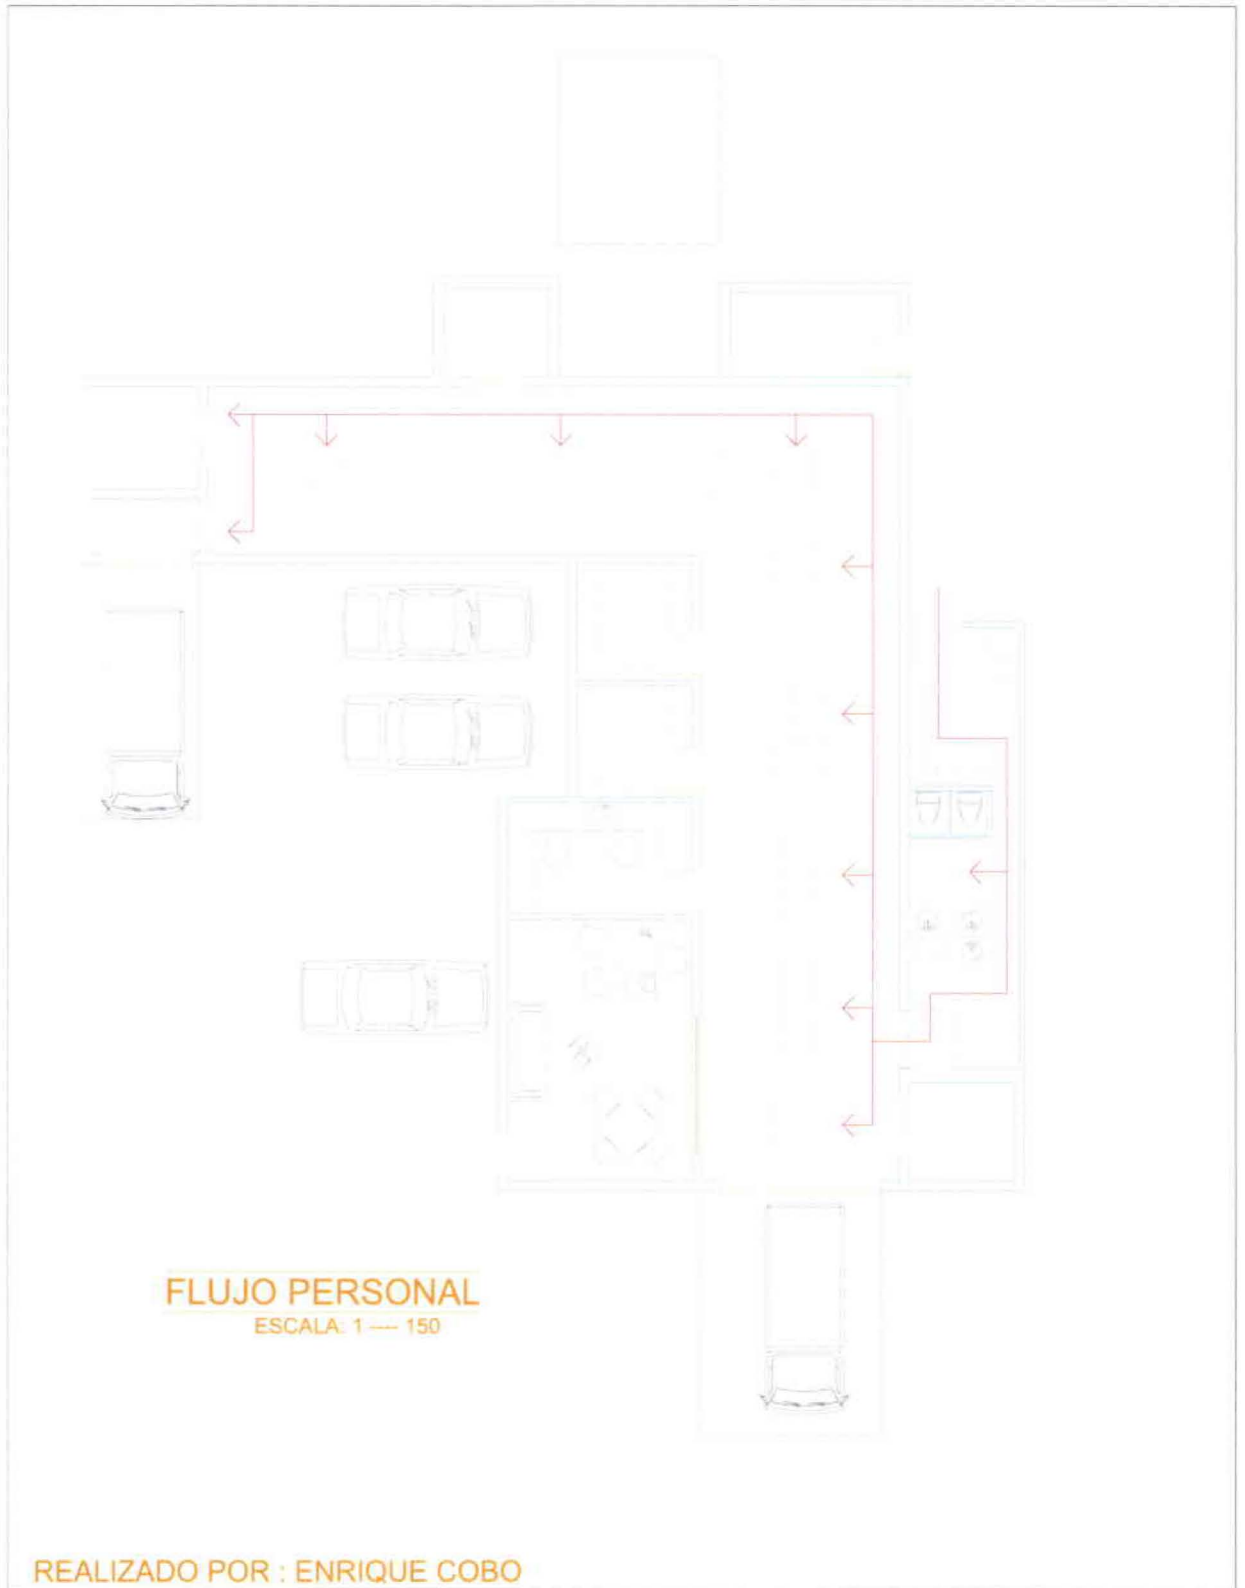 FLUJO PERSONAL
ESCALA: 1 ---- 150
REALIZADO POR : ENRIQUE COBO